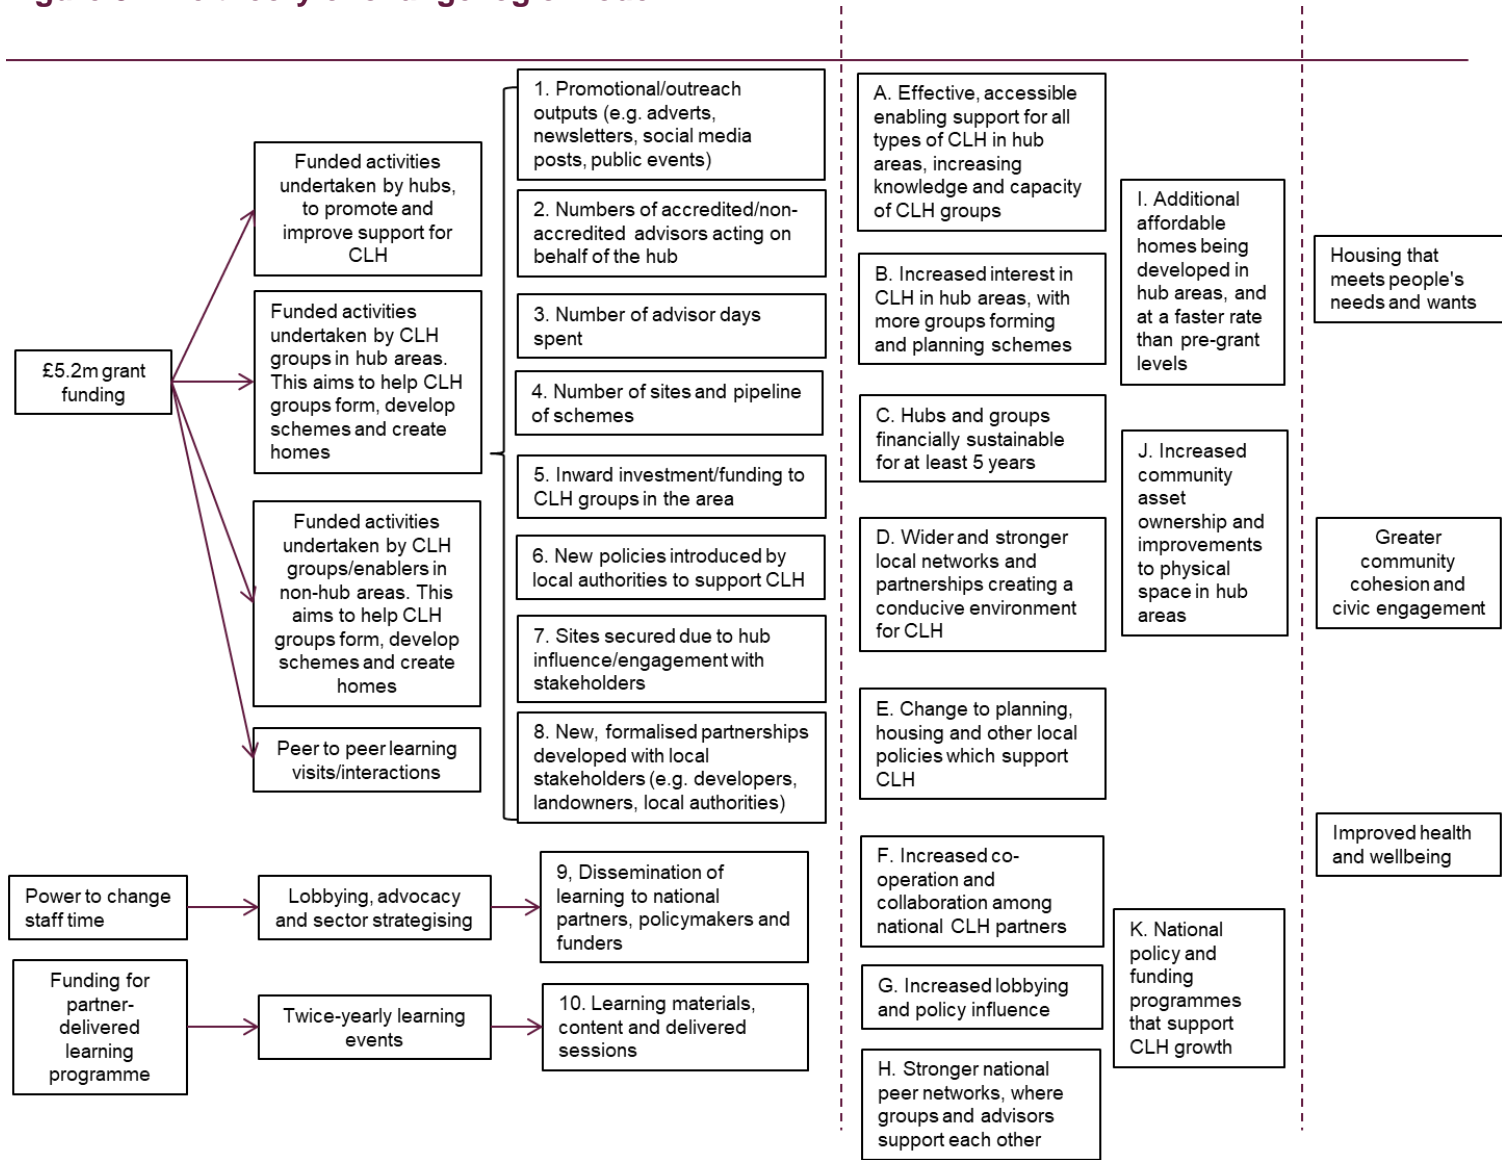 £5.2m grant
funding
Power to change
staff time
Funding for
partner-
delivered
learning
programme
Funded activities
undertaken by hubs,
to promote and
improve support for
CLH
Funded activities
undertaken by CLH
groups in hub areas.
This aims to help CLH
groups form, develop
schemes and create
homes
Funded activities
undertaken by CLH
groups/enablers in
non-hub areas. This
aims to help CLH
groups form, develop
schemes and create
homes
Peer to peer learning
visits/interactions
Lobbying, advocacy
and sector strategising
Twice-yearly learning
events
1. Promotional/outreach
outputs (e.g. adverts,
newsletters, social media
posts, public events)
2. Numbers of accredited/non-
accredited advisors acting on
behalf of the hub
3. Number of advisor days
spent
4. Number of sites and pipeline
of schemes
5. Inward investment/funding to
CLH groups in the area
6. New policies introduced by
local authorities to support CLH
7. Sites secured due to hub
influence/engagement with
stakeholders
8. New, formalised partnerships
developed with local
stakeholders (e.g. developers,
landowners, local authorities)
9, Dissemination of
learning to national
partners, policymakers and
funders
10. Learning materials,
content and delivered
sessions
A. Effective, accessible
enabling support for all
types of CLH in hub
areas, increasing
knowledge and capacity
of CLH groups
B. Increased interest in
CLH in hub areas, with
more groups forming
and planning schemes
C. Hubs and groups
financially sustainable
for at least 5 years
D. Wider and stronger
local networks and
partnerships creating a
conducive environment
for CLH
E. Change to planning,
housing and other local
policies which support
CLH
F. Increased co-
operation and
collaboration among
national CLH partners
G. Increased lobbying
and policy influence
H. Stronger national
peer networks, where
groups and advisors
support each other
I. Additional
affordable
homes being
developed in
hub areas, and
at a faster rate
than pre-grant
levels
J. Increased
community
asset
ownership and
improvements
to physical
space in hub
areas
K. National
policy and
funding
programmes
that support
CLH growth
Housing that
meets people's
needs and wants
Greater
community
cohesion and
civic engagement
Improved health
and wellbeing